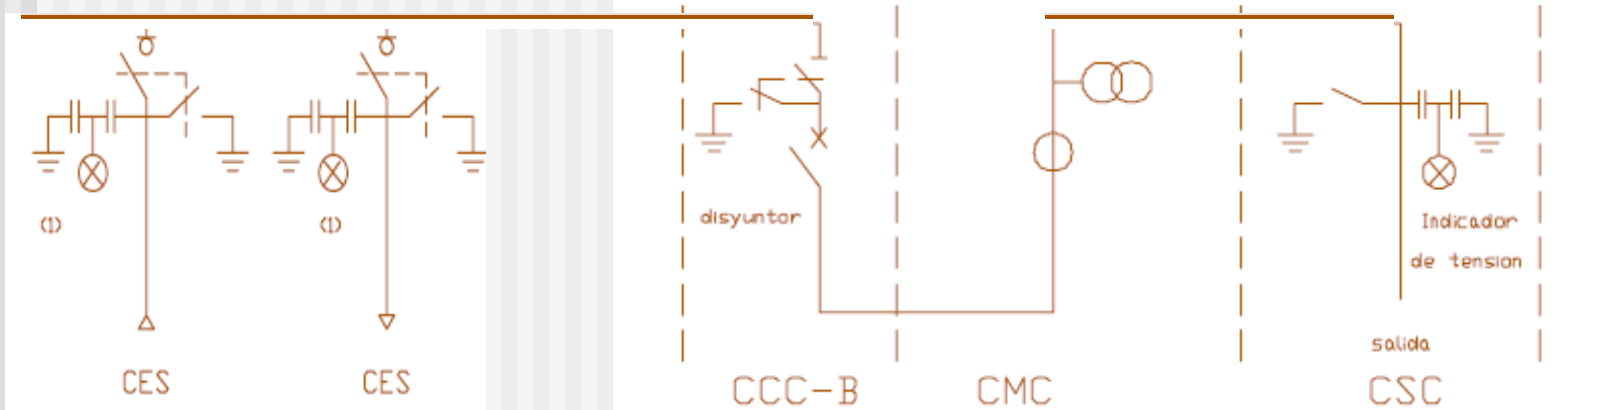 (1)
(1)
disyuntor
Indicador
de tension
salida
CES
CES
CCC-B
CMC
CSC